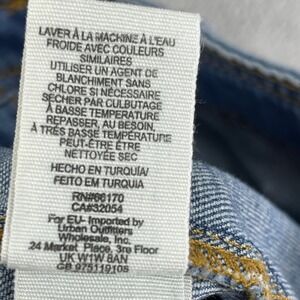 LAVER À LA MACHINE À L'EAU
FROIDE AVEC COULEURS
SIMILAIRES
UTILISER UN AGENT DE
BLANCHIMENT SANS
CHLORE SI NÉCESSAIRE
SÉCHER PAR CULBUTAGE
À BASSE TEMPÉRATURE
REPASSER, AU BESOIN,
À TRÈS BASSE TEMPÉRATURE
PEUT-ÊTRE ÊTRE
NETTOYÉE SEC
HECHO EN TURQUIA/
FEITO EM TURQUIA
RN#66170
CA#32054
For EU- Imported by
Urban Outfitters
Wholesale, Inc.
24 Market Place, 3rd Floor
UK W1W 8AN
GB 975119108